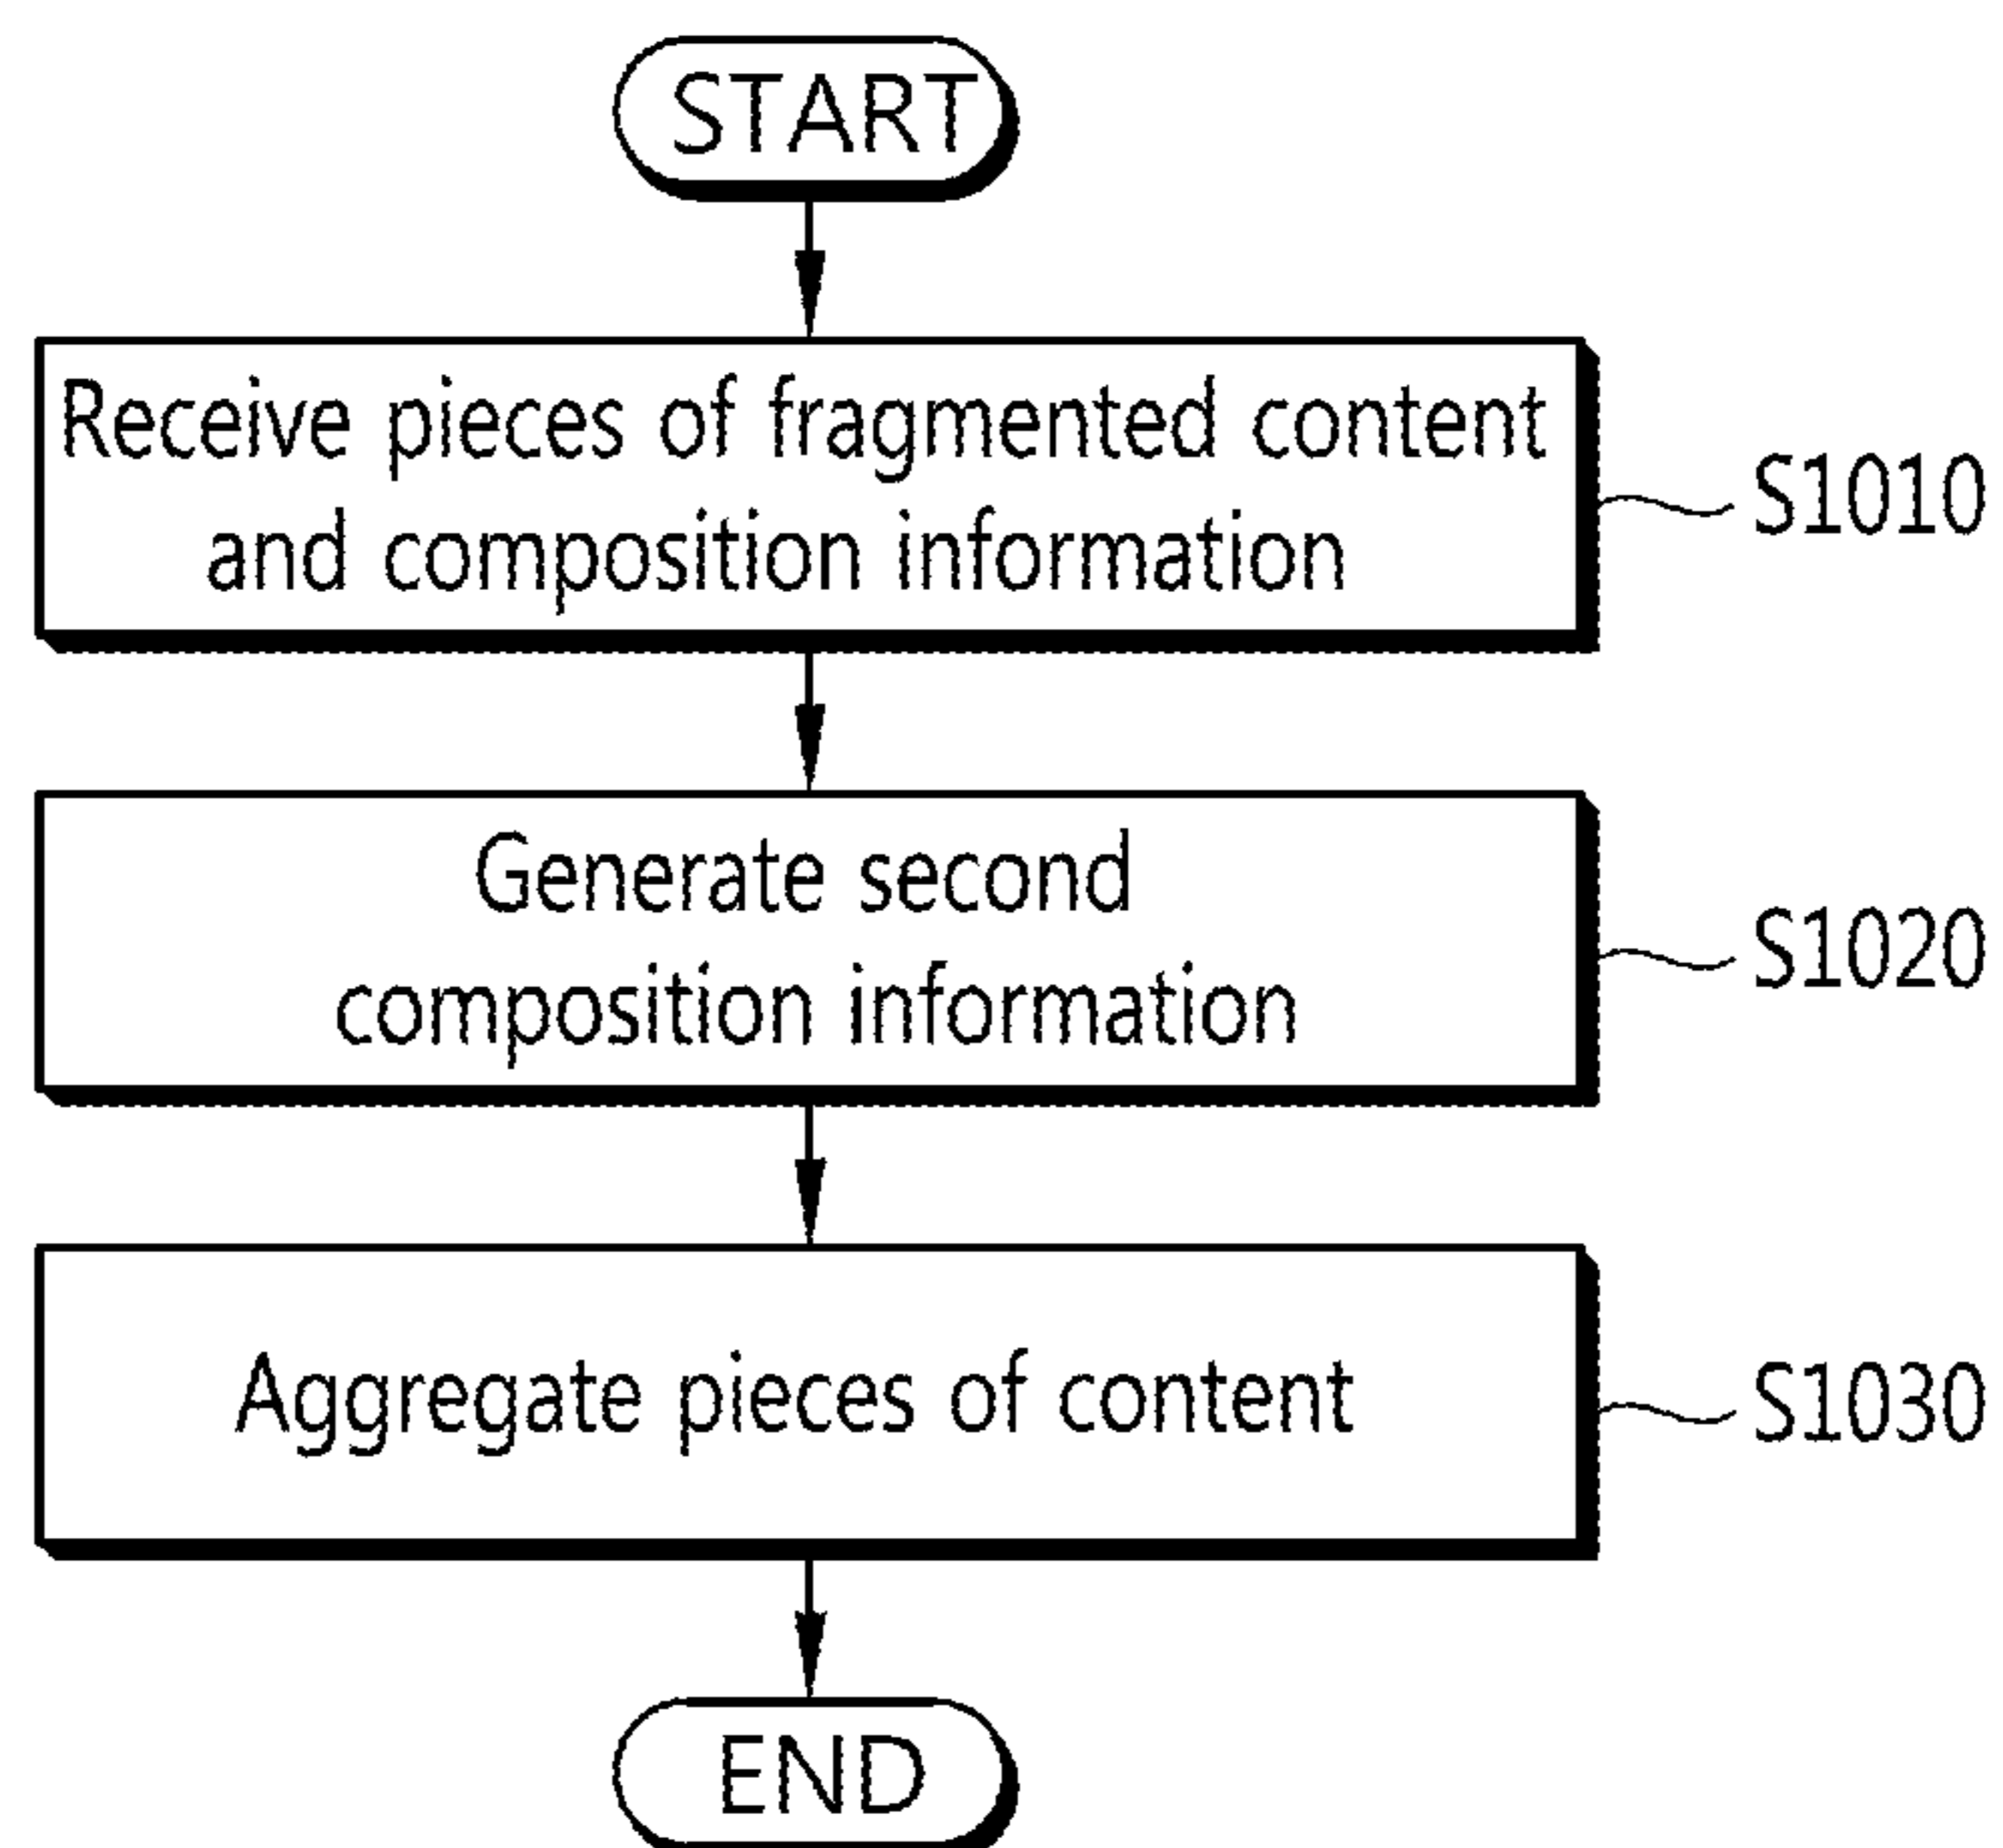 START
Receive pieces of fragmented content
and composition information
S1010
Generate second
composition information
S1020
Aggregate pieces of content
S1030
END